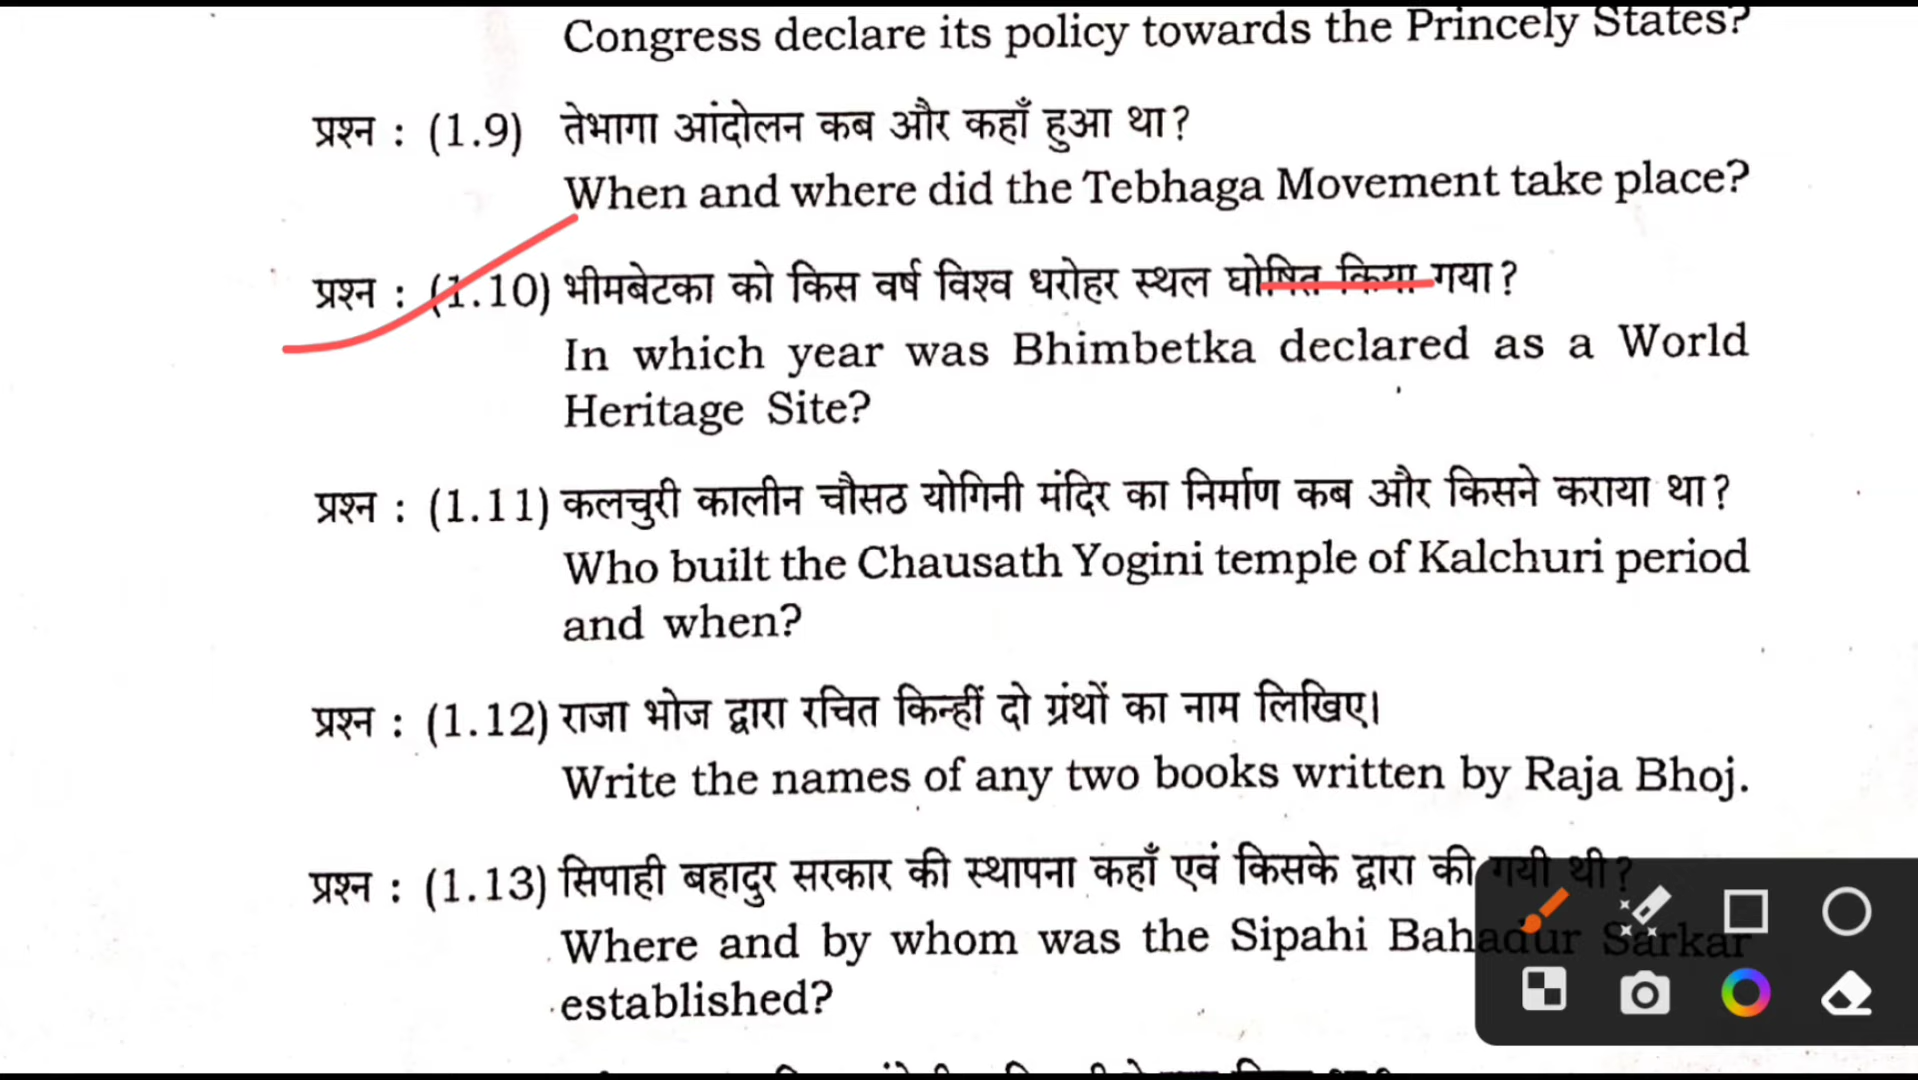 Congress declare its policy towards the Princely States?
प्रश्न : (1.9) तेभागा आंदोलन कब और कहाँ हुआ था?
When and where did the Tebhaga Movement take place?
प्रश्न : (1.10) भीमबेटका को किस वर्ष विश्व धरोहर स्थल घोषित किया गया?
In which year was Bhimbetka declared as a World
Heritage Site?
प्रश्न : (1.11) कलचुरी कालीन चौसठ योगिनी मंदिर का निर्माण कब और किसने कराया था?
Who built the Chausath Yogini temple of Kalchuri period
and when?
प्रश्न : (1.12) राजा भोज द्वारा रचित किन्हीं दो ग्रंथों का नाम लिखिए।
Write the names of any two books written by Raja Bhoj.
प्रश्न : (1.13) सिपाही बहादुर सरकार की स्थापना कहाँ एवं किसके द्वारा की गयी थी?
Where and by whom was the Sipahi Bahadur Sarkar
established?